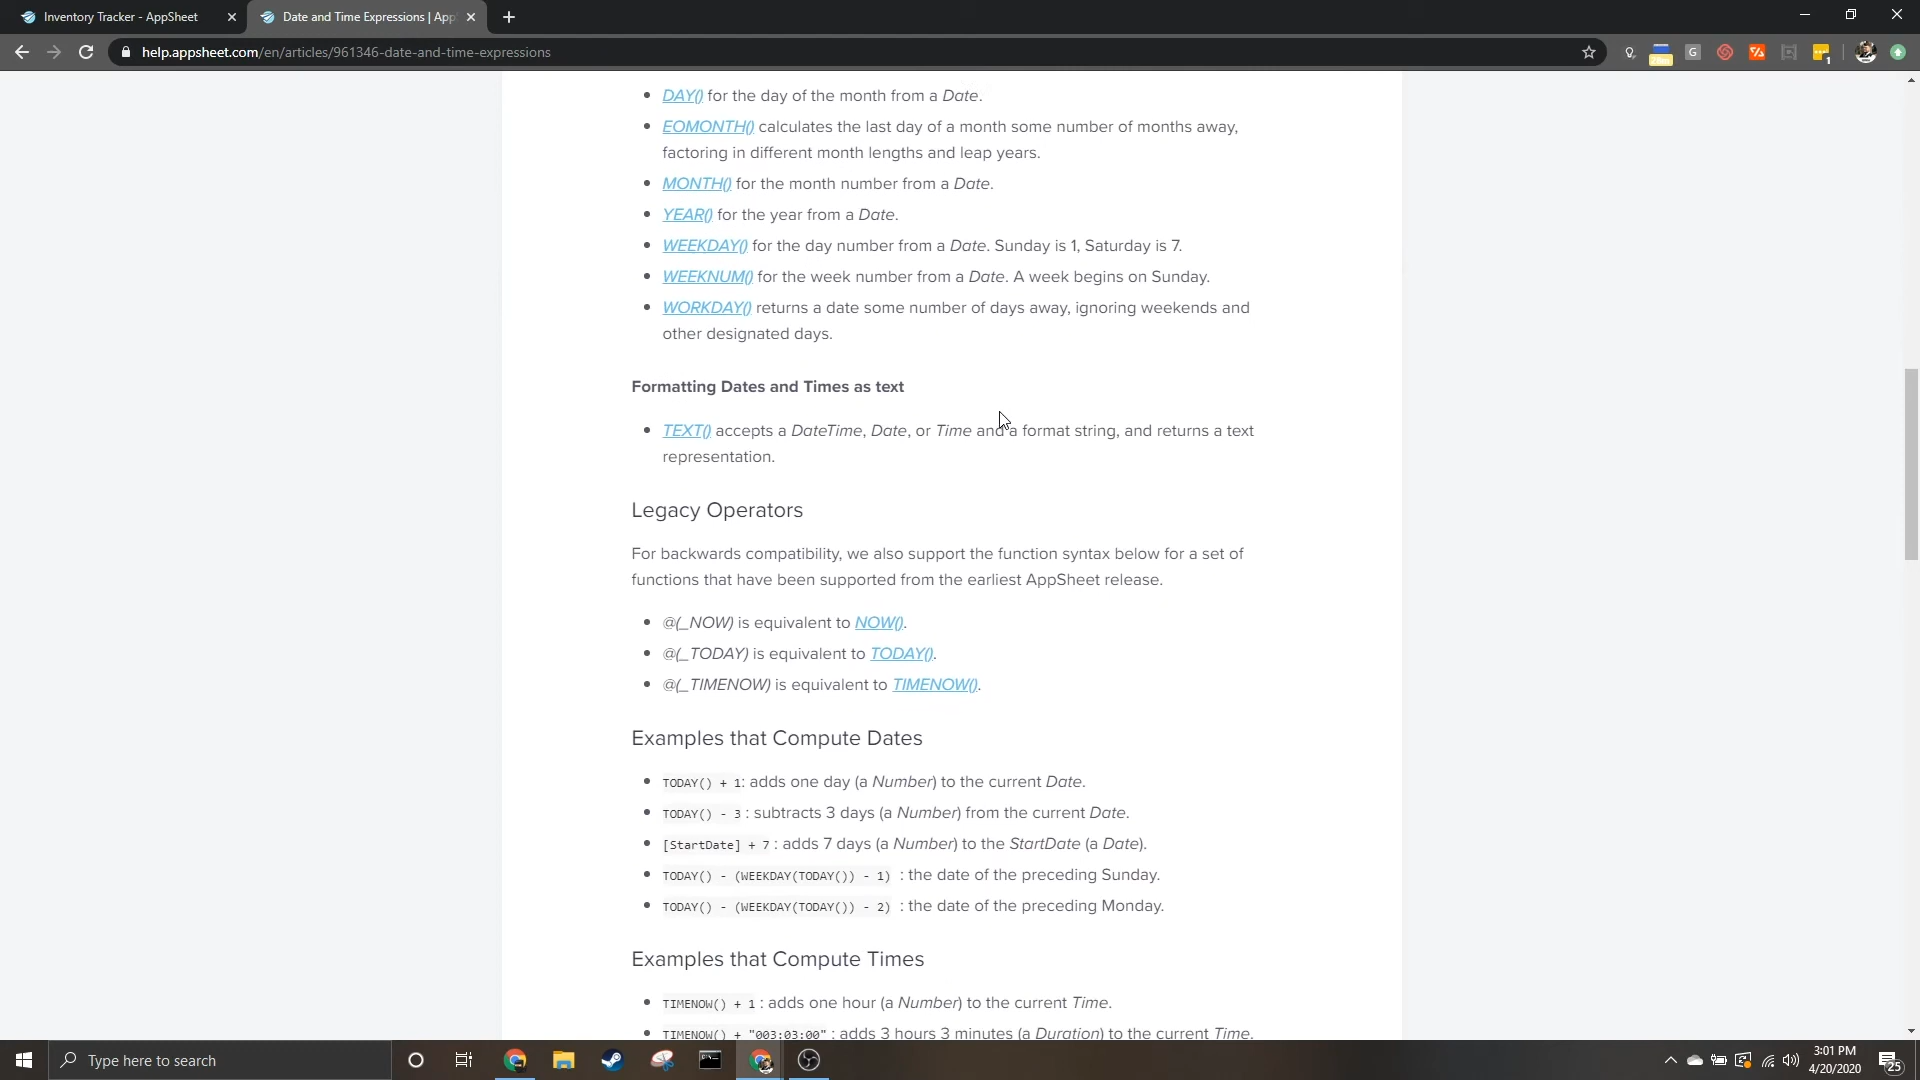 Inventory Tracker - AppSheet
Date and Time Expressions | App
help.appsheet.com/en/articles/961346-date-and-time-expressions
DAY() for the day of the month from a Date.
EOMONTH() calculates the last day of a month some number of months away,
factoring in different month lengths and leap years.
MONTH() for the month number from a Date.
YEAR() for the year from a Date.
WEEKDAY() for the day number from a Date. Sunday is 1, Saturday is 7.
WEEKNUM() for the week number from a Date. A week begins on Sunday.
WORKDAY() returns a date some number of days away, ignoring weekends and
other designated days.
Formatting Dates and Times as text
TEXT() accepts a DateTime, Date, or Time and a format string, and returns a text
representation.
Legacy Operators
For backwards compatibility, we also support the function syntax below for a set of
functions that have been supported from the earliest AppSheet release.
@(_NOW) is equivalent to NOW().
@(_TODAY) is equivalent to TODAY().
@(_TIMENOW) is equivalent to TIMENOW().
Examples that Compute Dates
TODAY() + 1: adds one day (a Number) to the current Date.
TODAY() - 3 : subtracts 3 days (a Number) from the current Date.
[StartDate] + 7 : adds 7 days (a Number) to the StartDate (a Date).
TODAY() - (WEEKDAY(TODAY()) - 1) : the date of the preceding Sunday.
TODAY() - (WEEKDAY(TODAY()) - 2) : the date of the preceding Monday.
Examples that Compute Times
TIMENOW() + 1 : adds one hour (a Number) to the current Time.
TIMENOW() + "003:03:00" : adds 3 hours 3 minutes (a Duration) to the current Time.
Type here to search
3:01 PM
4/20/2020
25